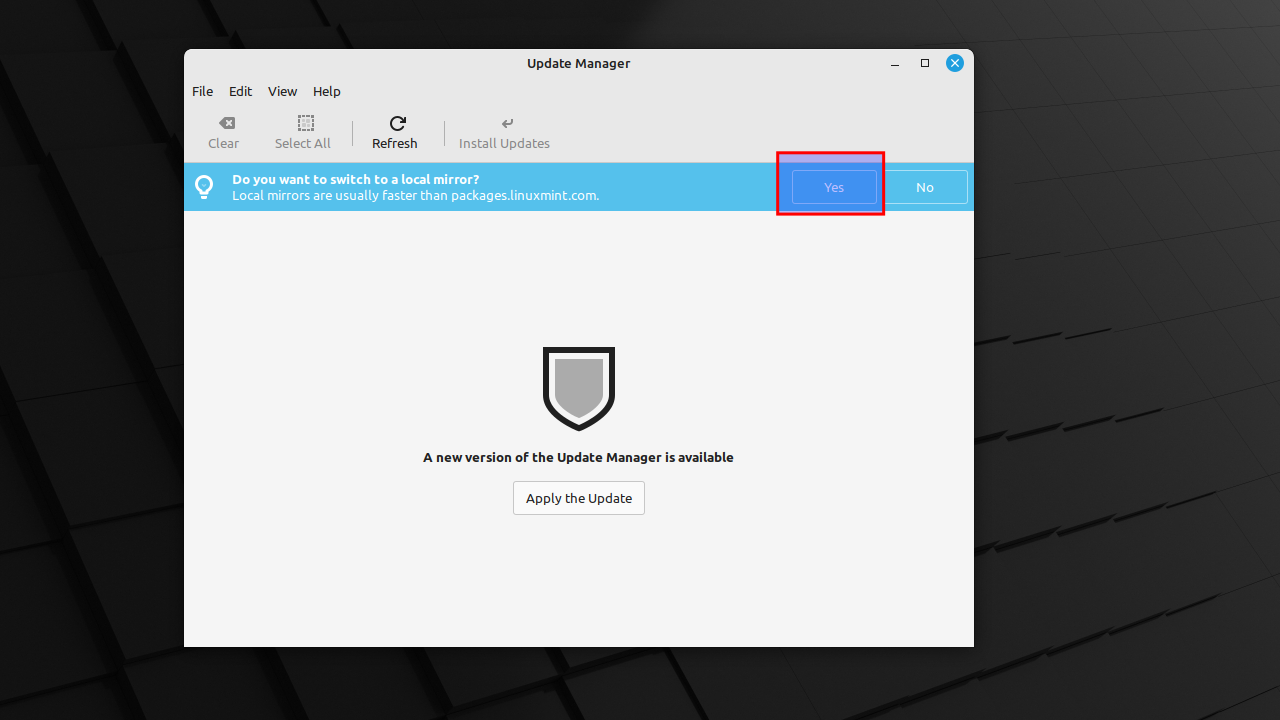 Update Manager
File Edit View Help
Clear Select All Refresh Install Updates
Do you want to switch to a local mirror?
Local mirrors are usually faster than packages.linuxmint.com.
Yes No
A new version of the Update Manager is available
Apply the Update